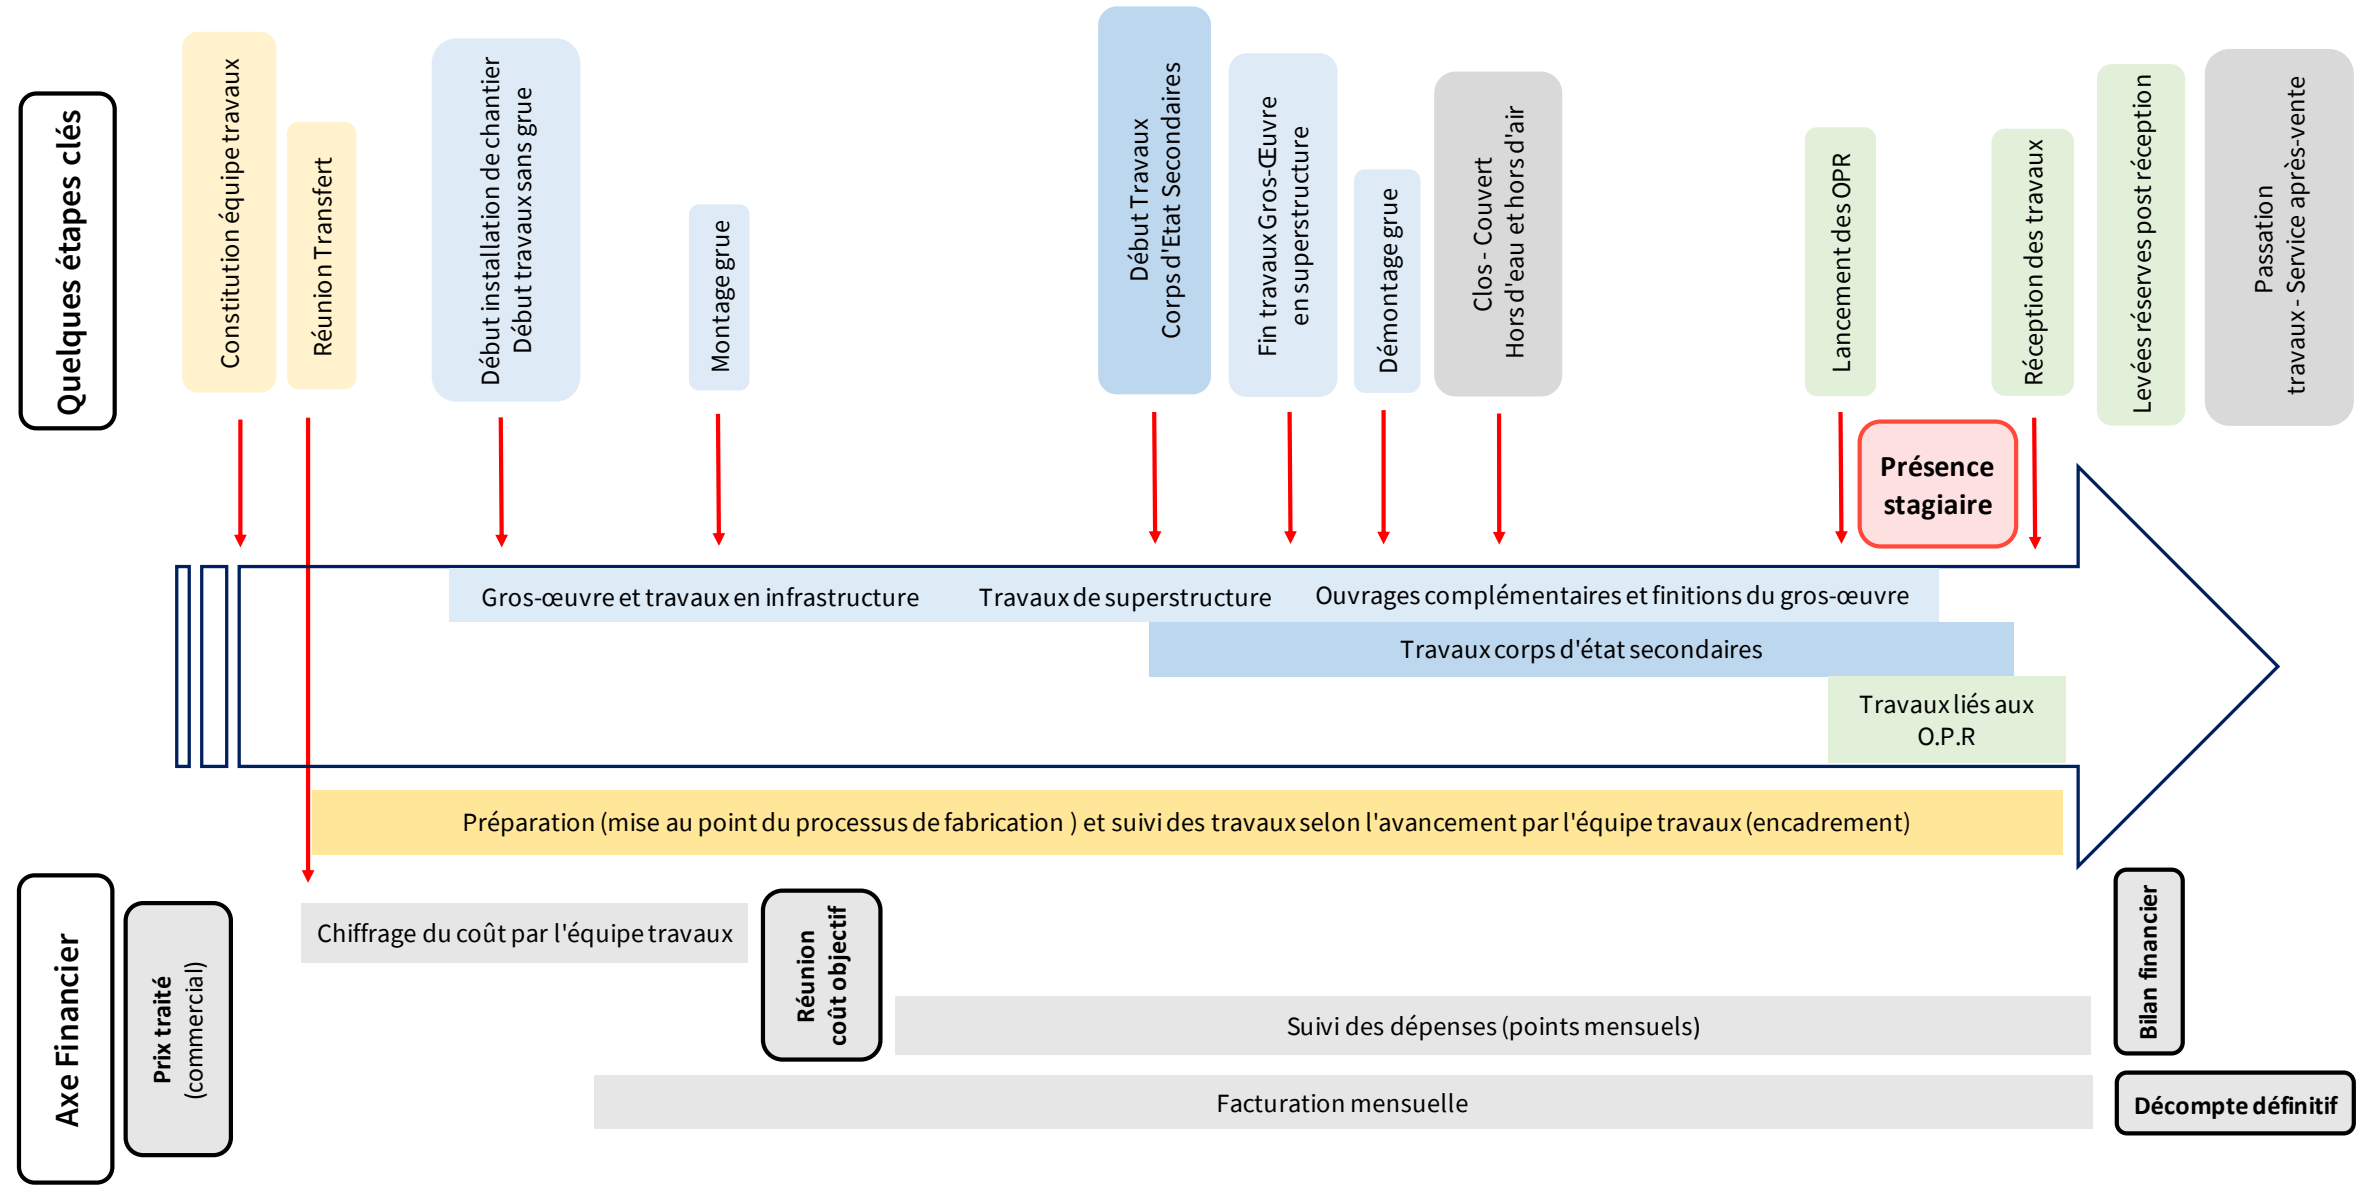 Quelques étapes clés
Constitution équipe travaux
Réunion Transfert
Début installation de chantier
Début travaux sans grue
Montage grue
Début Travaux
Corps d'Etat Secondaires
Fin travaux Gros-Œuvre
en superstructure
Démontage grue
Clos - Couvert
Hors d'eau et hors d'air
Lancement des OPR
Réception des travaux
Levées réserves post réception
Passation
travaux - Service après-vente
Présence
stagiaire
Gros-œuvre et travaux en infrastructure
Travaux de superstructure
Ouvrages complémentaires et finitions du gros-œuvre
Travaux corps d'état secondaires
Travaux liés aux
O.P.R
Préparation (mise au point du processus de fabrication ) et suivi des travaux selon l'avancement par l'équipe travaux (encadrement)
Axe Financier
Prix traité
(commercial)
Chiffrage du coût par l'équipe travaux
Réunion
coût objectif
Suivi des dépenses (points mensuels)
Bilan financier
Facturation mensuelle
Décompte définitif